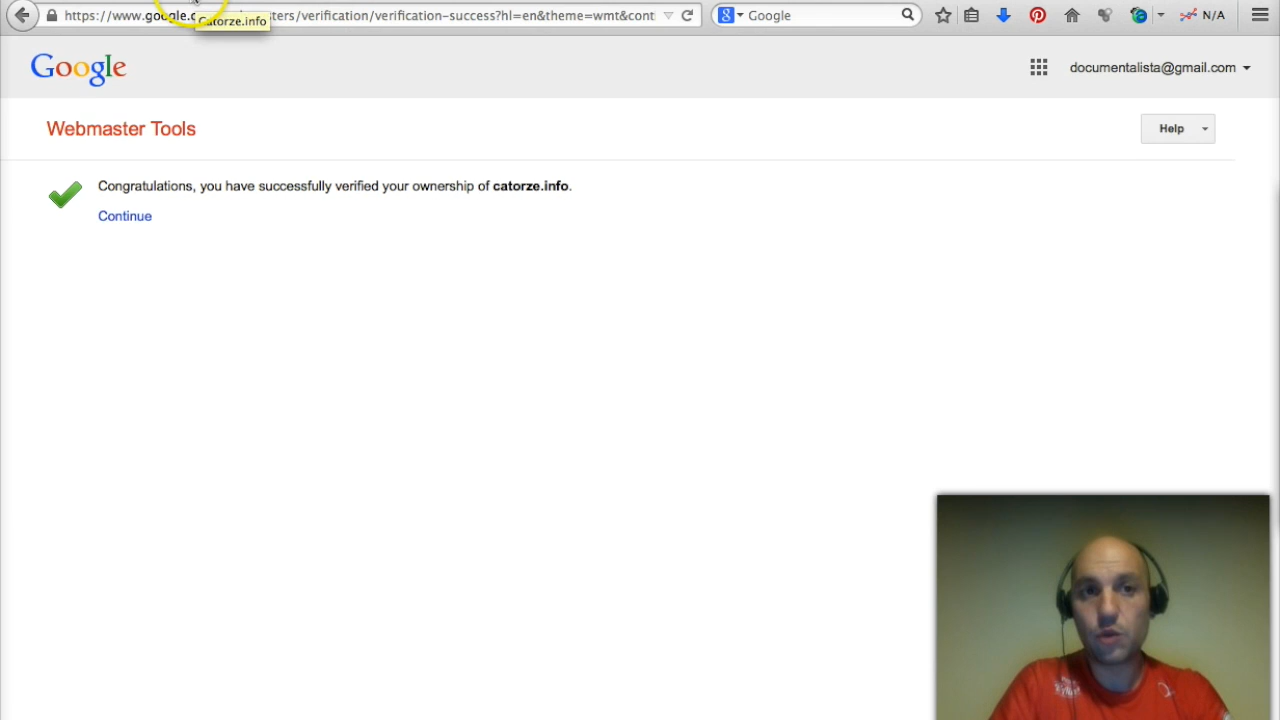 https://www.google.c
sters/verification/verification-success?hl=en&theme=wmt&cont
Google
N/A
Catorze.info
Google
documentalista@gmail.com
Webmaster Tools
Help
Congratulations, you have successfully verified your ownership of catorze.info.
Continue